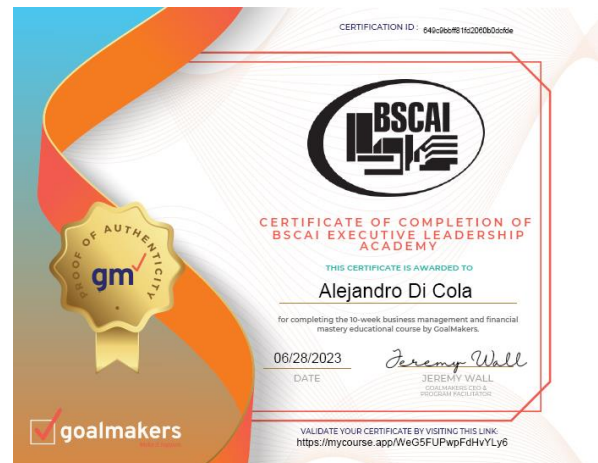 CERTIFICATION ID : 649c9bbff81fd2060b0dcfde
BSCAI
CERTIFICATE OF COMPLETION OF
BSCAI EXECUTIVE LEADERSHIP
ACADEMY
THIS CERTIFICATE IS AWARDED TO
Alejandro Di Cola
for completing the 10-week business management and financial
mastery educational course by GoalMakers.
06/28/2023
Jeremy Wall
DATE
JEREMY WALL
GOALMAKERS CEO &
PROGRAM FACILITATOR
PROOF OF AUTHENTICITY
gm
goalmakers
VALIDATE YOUR CERTIFICATE BY VISITING THIS LINK:
https://mycourse.app/WeG5FUPwpFdHvYLy6